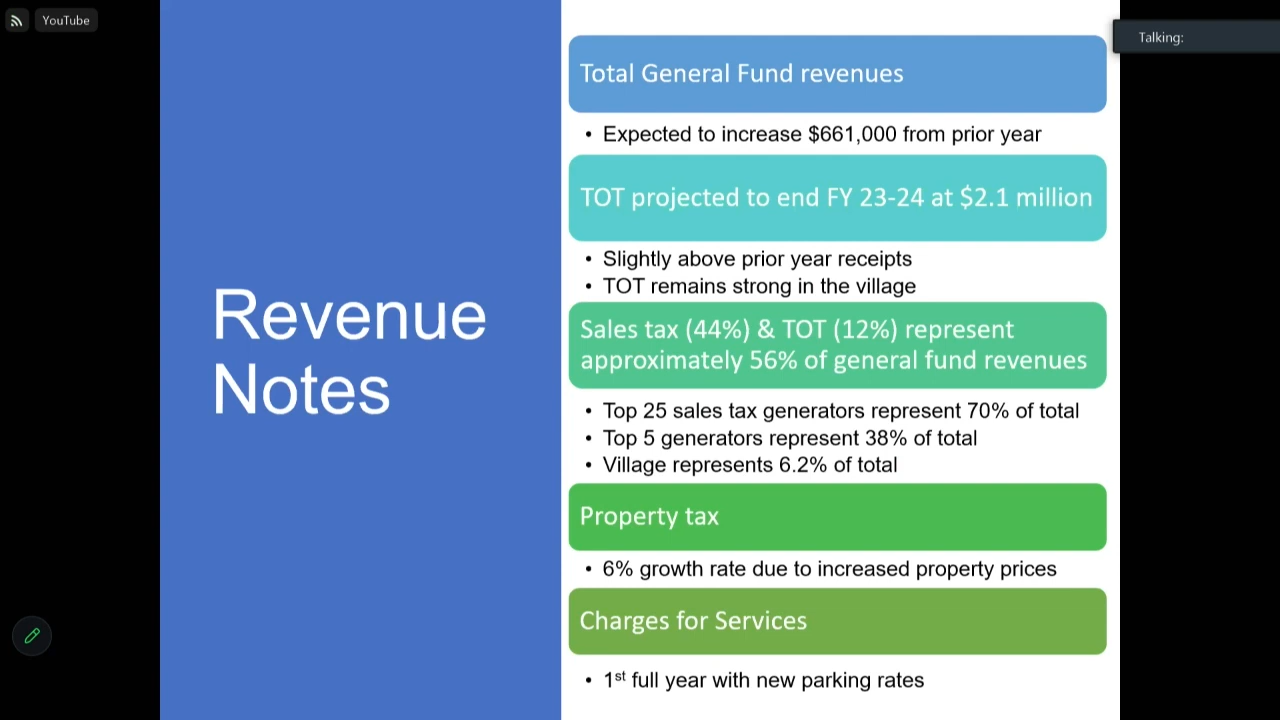 YouTube
Talking:
Revenue
Notes
Total General Fund revenues
• Expected to increase $661,000 from prior year
TOT projected to end FY 23-24 at $2.1 million
• Slightly above prior year receipts
• TOT remains strong in the village
Sales tax (44%) & TOT (12%) represent
approximately 56% of general fund revenues
• Top 25 sales tax generators represent 70% of total
• Top 5 generators represent 38% of total
• Village represents 6.2% of total
Property tax
• 6% growth rate due to increased property prices
Charges for Services
• 1st full year with new parking rates